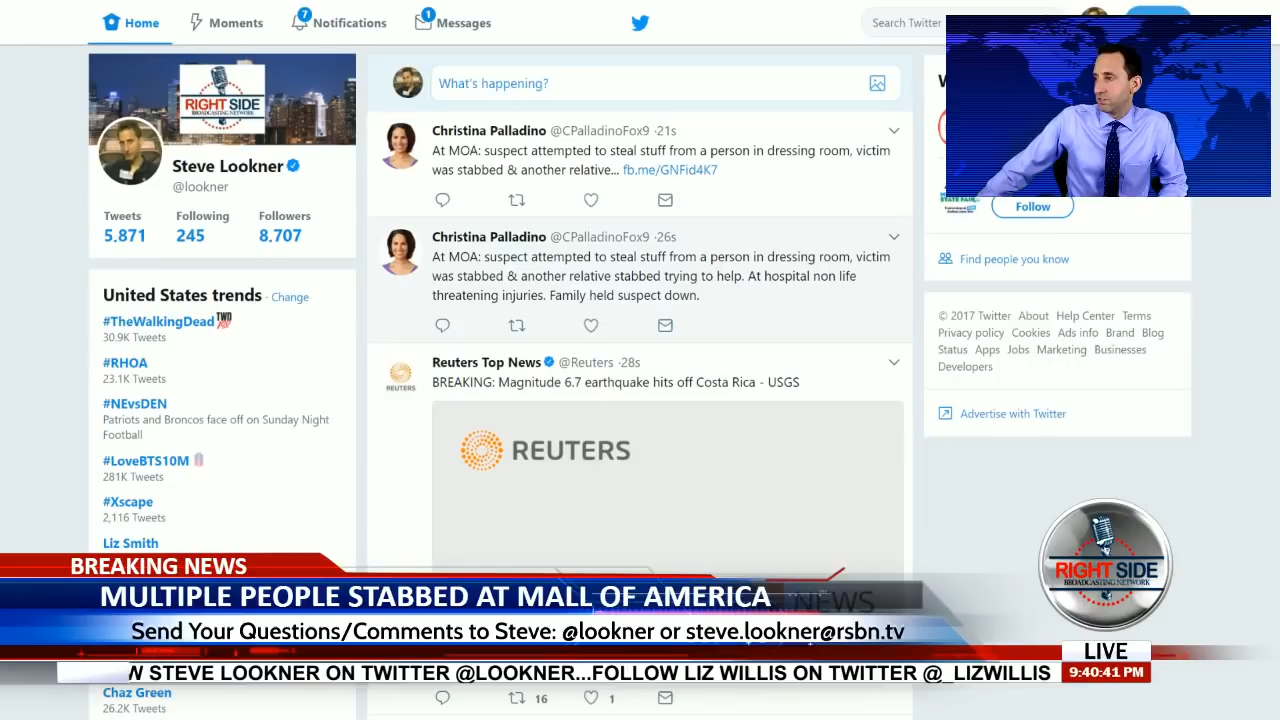 Home
Moments
7
Notifications
1
Messages
Search Twitter
RIGHT SIDE
BROADCASTING NETWORK
Steve Lookner
@lookner
Tweets Following Followers
5,871 245 8,707
United States trends · Change
#TheWalkingDead
30.9K Tweets
#RHOA
23.1K Tweets
#NEvsDEN
Patriots and Broncos face off on Sunday Night
Football
#LoveBTS10M
281K Tweets
#Xscape
2,116 Tweets
Liz Smith
Chaz Green
26.2K Tweets
What's happening?
Christina Palladino @CPalladinoFox9 · 21s
At MOA:suspect attempted to steal stuff from a person in dressing room, victim
was stabbed & another relative... fb.me/GNFid4K7
Christina Palladino @CPalladinoFox9 · 26s
At MOA: suspect attempted to steal stuff from a person in dressing room, victim
was stabbed & another relative stabbed trying to help. At hospital non life
threatening injuries. Family held suspect down.
Reuters Top News @Reuters · 28s
BREAKING: Magnitude 6.7 earthquake hits off Costa Rica - USGS
REUTERS
NEWS
16 1
W
STATE FAIR
Follow
Find people you know
© 2017 Twitter About Help Center Terms
Privacy policy Cookies Ads info Brand Blog
Status Apps Jobs Marketing Businesses
Developers
Advertise with Twitter
BREAKING NEWS
MULTIPLE PEOPLE STABBED AT MALL OF AMERICA
Send Your Questions/Comments to Steve: @lookner or steve.lookner@rsbn.tv
RIGHT SIDE
BROADCASTING NETWORK
LIVE
9:40:41 PM
W STEVE LOOKNER ON TWITTER @LOOKNER...FOLLOW LIZ WILLIS ON TWITTER @_LIZWILLIS